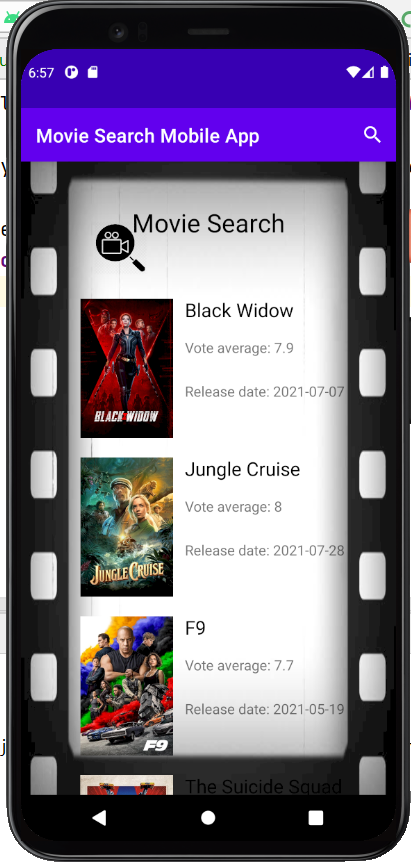 6:57
Movie Search Mobile App
Movie Search
Black Widow
Vote average: 7.9
Release date: 2021-07-07
BLACK WIDOW
Jungle Cruise
Vote average: 8
Release date: 2021-07-28
JUNGLE CRUISE
F9
Vote average: 7.7
Release date: 2021-05-19
F9
The Suicide Squad